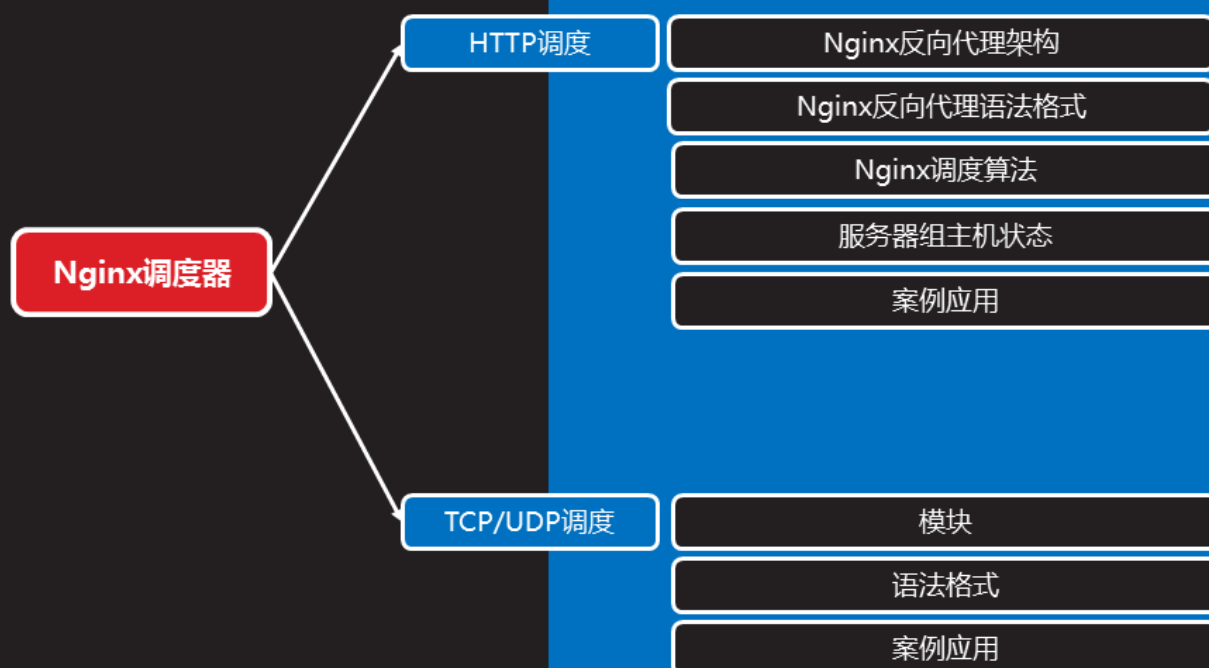 HTTP调度
Nginx反向代理架构
Nginx反向代理语法格式
Nginx调度算法
服务器组主机状态
案例应用
Nginx调度器
TCP/UDP调度
模块
语法格式
案例应用